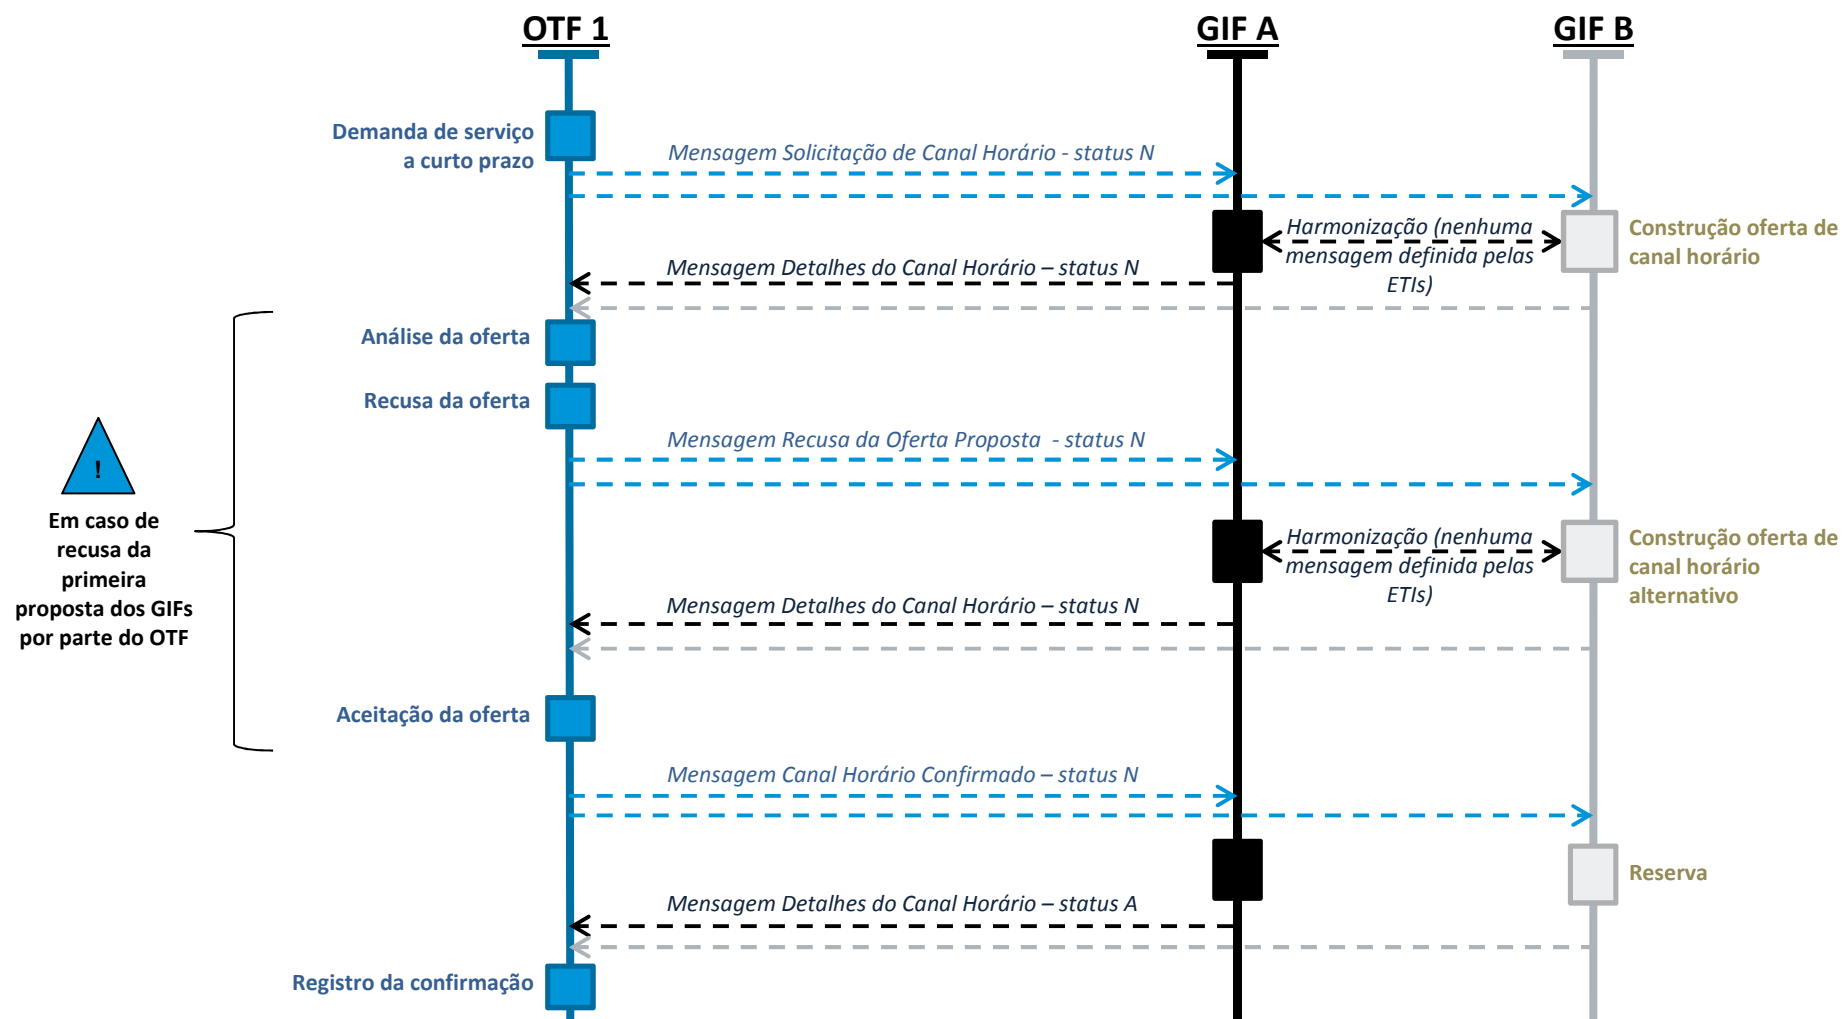 OTF 1
GIF A
GIF B
Demanda de serviço
a curto prazo
Mensagem Solicitação de Canal Horário - status N
Harmonização (nenhuma
mensagem definida pelas
ETIs)
Construção oferta de
canal horário
Mensagem Detalhes do Canal Horário – status N
Análise da oferta
Recusa da oferta
Mensagem Recusa da Oferta Proposta  - status N
!
Em caso de
recusa da
primeira
proposta dos GIFs
por parte do OTF
Harmonização (nenhuma
mensagem definida pelas
ETIs)
Construção oferta de
canal horário
alternativo
Mensagem Detalhes do Canal Horário – status N
Aceitação da oferta
Mensagem Canal Horário Confirmado – status N
Reserva
Mensagem Detalhes do Canal Horário – status A
Registro da confirmação